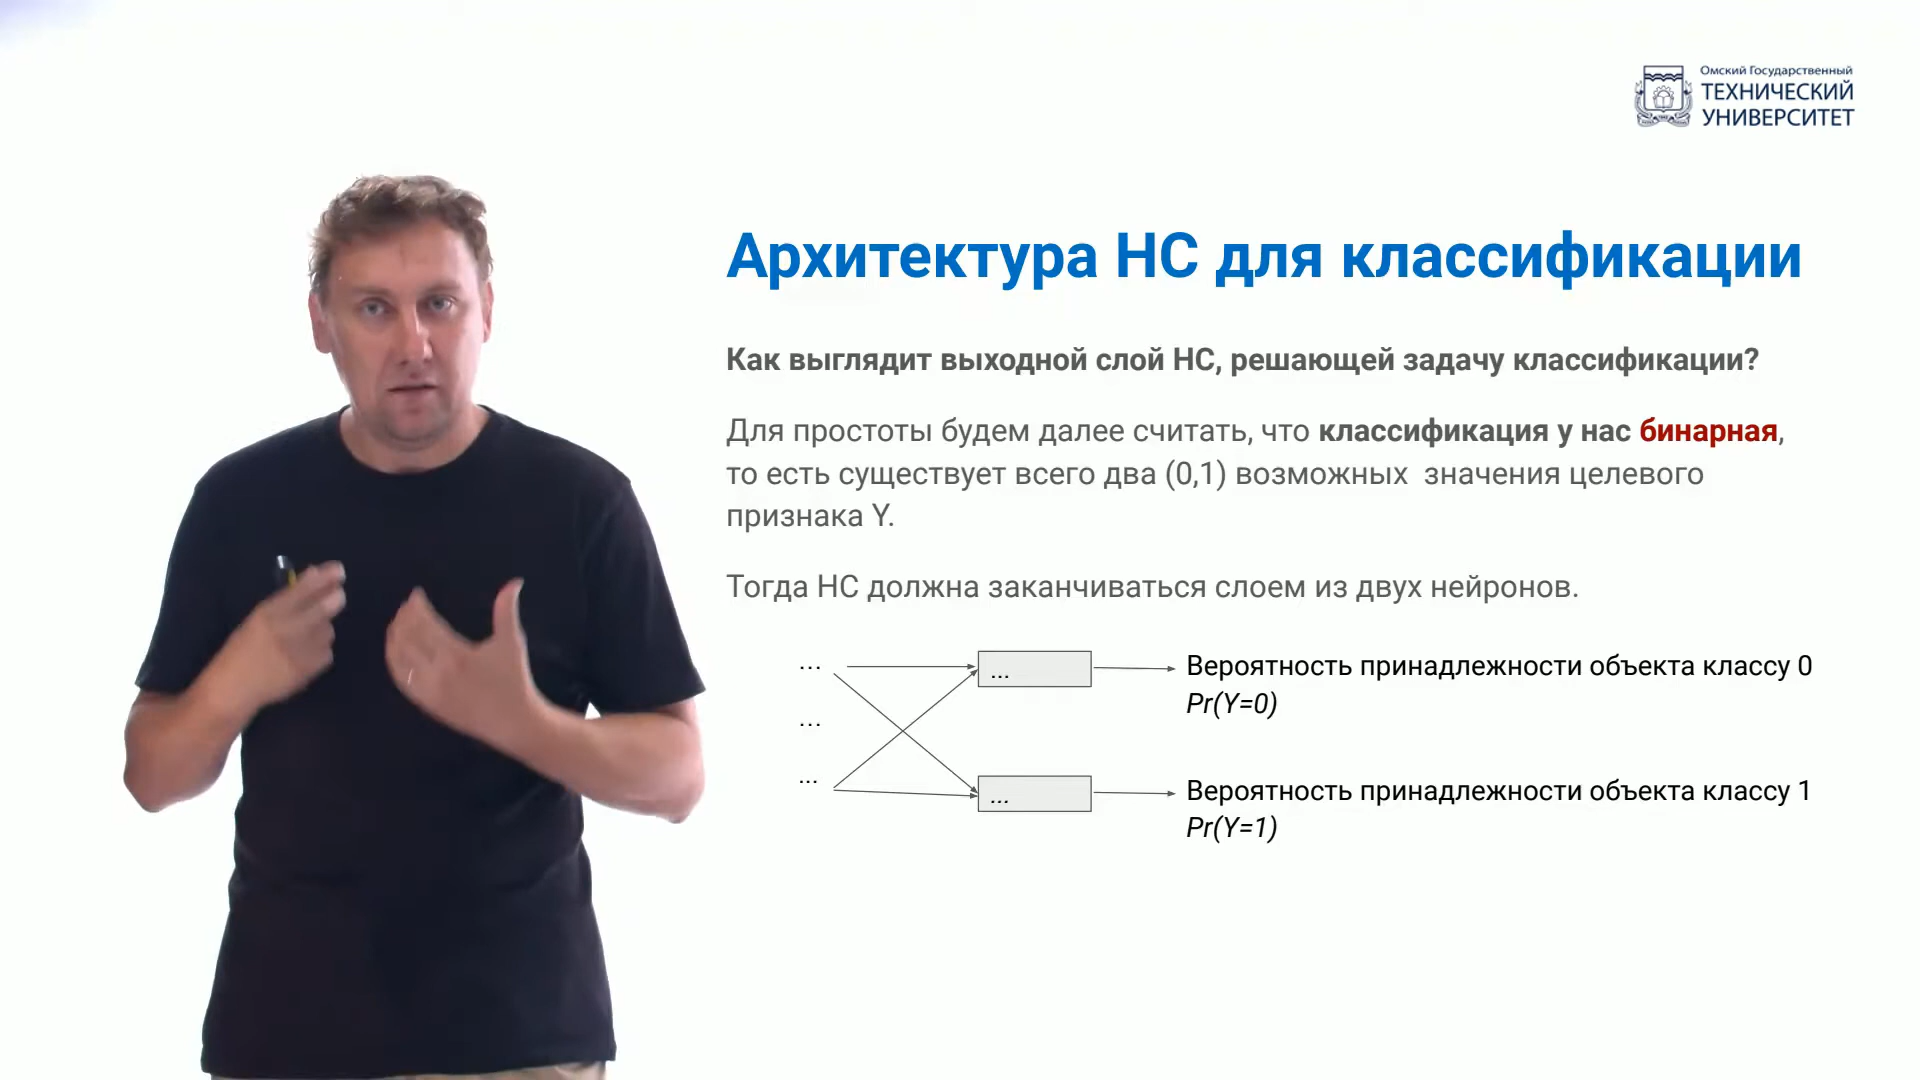 Омский Государственный
ТЕХНИЧЕСКИЙ
УНИВЕРСИТЕТ
Архитектура НС для классификации
Как выглядит выходной слой НС, решающей задачу классификации?
Для простоты будем далее считать, что классификация у нас бинарная,
то есть существует всего два (0,1) возможных значения целевого
признака Y.
Тогда НС должна заканчиваться слоем из двух нейронов.
... ... Вероятность принадлежности объекта классу 0
Pr(Y=0)
...
... ... Вероятность принадлежности объекта классу 1
Pr(Y=1)